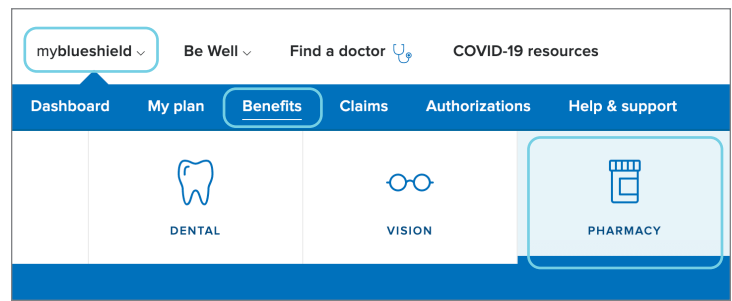 myblueshield Be Well Find a doctor COVID-19 resources
Dashboard My plan Benefits Claims Authorizations Help & support
DENTAL VISION PHARMACY